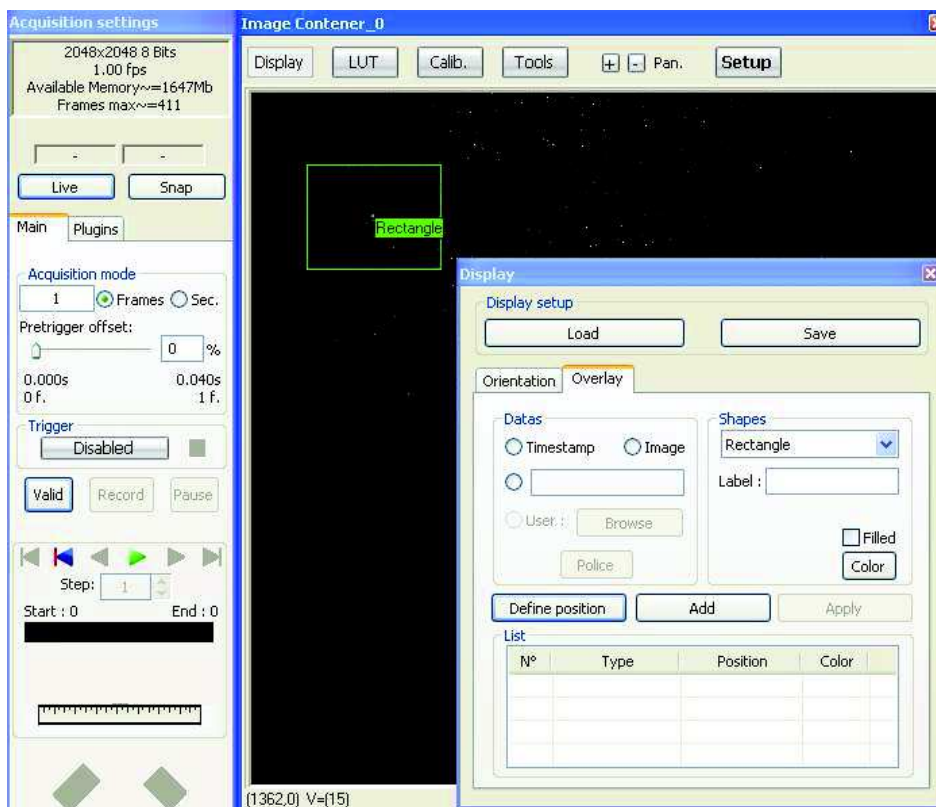 Acquisition settings
2048x2048 8 Bits
1.00 fps
Available Memory~=1647Mb
Frames max~=411
- -
Live Snap
Main Plugins
Acquisition mode
1 Frames Sec.
Pretrigger offset:
0 %
0.000s 0.040s
0 f. 1 f.
Trigger
Disabled
Valid Record Pause
Step: 1
Start : 0 End : 0
Image Contener_0
Display LUT Calib. Tools + - Pan. Setup
Rectangle
Display
Display setup
Load Save
Orientation Overlay
Datas
Timestamp Image
User : Browse
Police
Shapes
Rectangle
Label :
Filled
Color
Define position Add Apply
List
N° Type Position Color
(1362,0) V=(15)